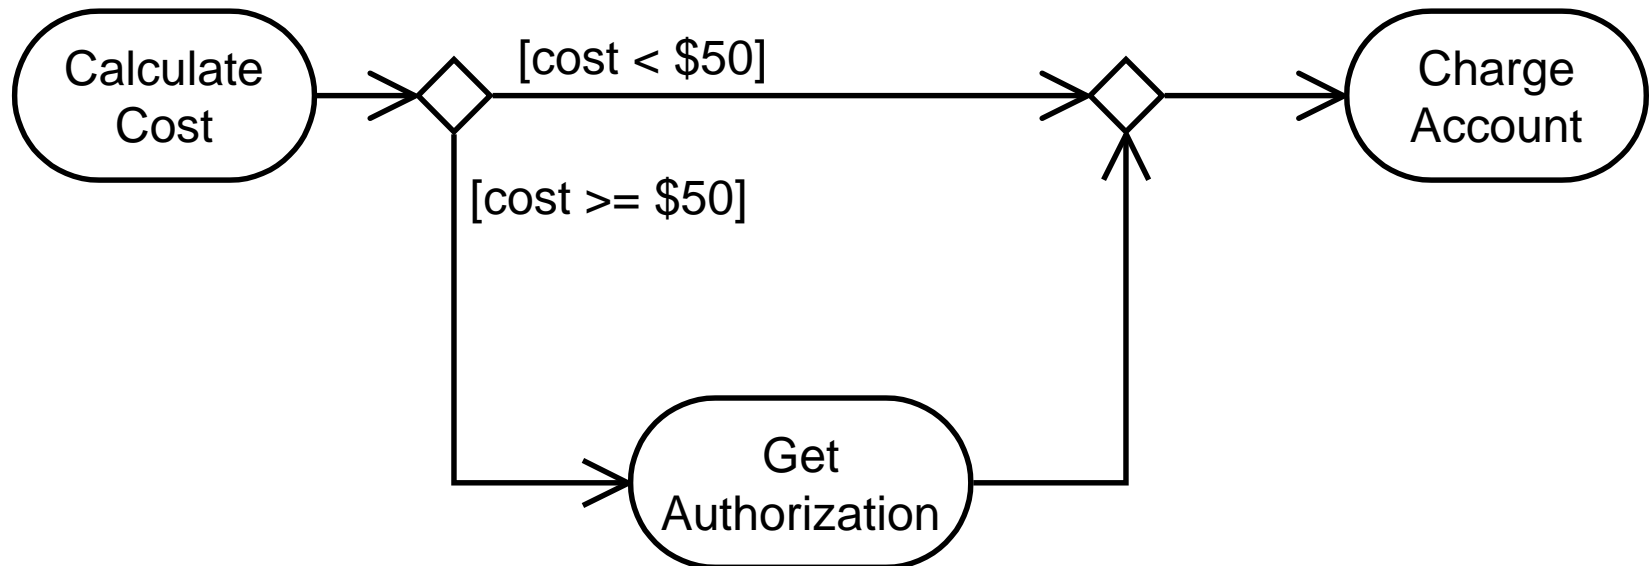 Calculate
Cost
[cost < $50]
Charge
Account
[cost >= $50]
Get
Authorization